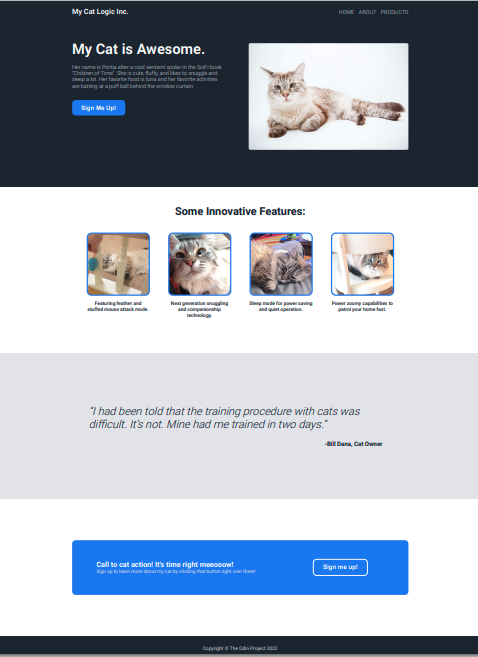 My Cat Logic Inc.
HOME ABOUT PRODUCTS
My Cat is Awesome.
Her name is Portia after a cool sentient spider in the SciFi book
"Children of Time". She is cute, fluffy, and likes to snuggle and
sleep a lot. Her favorite food is tuna and her favorite activities
are batting at a puff ball behind the window curtain.
Sign Me Up!
Some Innovative Features:
Featuring feather and
stuffed mouse attack mode.
Next generation snuggling
and companionship
technology.
Sleep mode for power saving
and quiet operation.
Power zoomy capabilities to
patrol your home fast.
"I had been told that the training procedure with cats was
difficult. It's not. Mine had me trained in two days."
-Bill Dana, Cat Owner
Call to cat action! It's time right meeooow!
Sign up to learn more about my cat by clicking that button right over there!
Sign me up!
Copyright © The Odin Project 2022